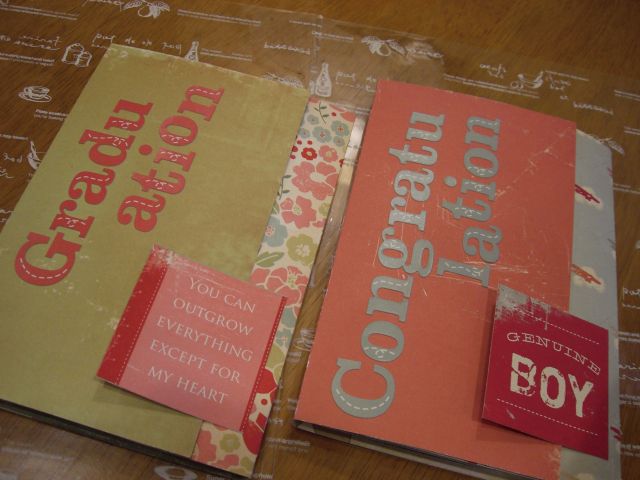 Gradu
ation
YOU CAN
OUTGROW
EVERYTHING
EXCEPT FOR
MY HEART
Congratu
lation
GENUINE
BOY